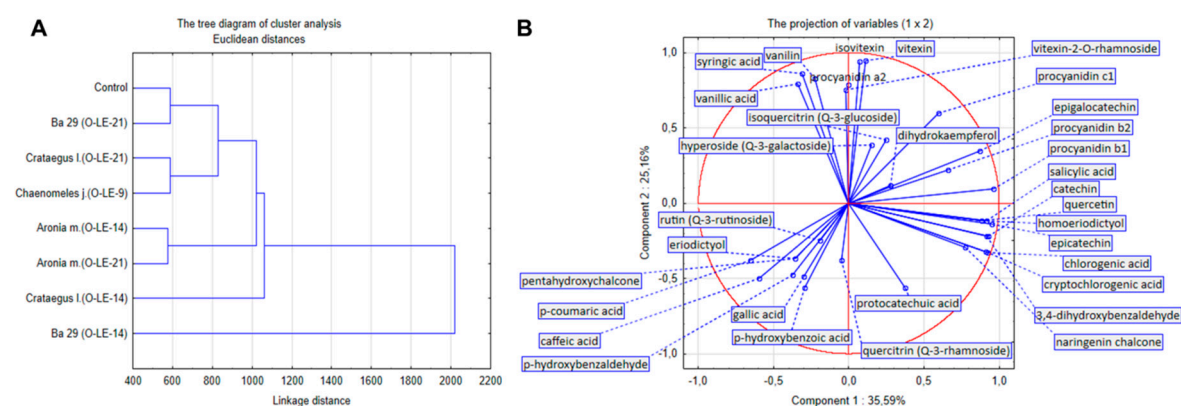 A
The tree diagram of cluster analysis
Euclidean distances
Control
Ba 29 (O-LE-21)
Crataegus l.(O-LE-21)
Chaenomeles j.(O-LE-9)
Aronia m.(O-LE-14)
Aronia m.(O-LE-21)
Crataegus l.(O-LE-14)
Ba 29 (O-LE-14)
400 600 800 1000 1200 1400 1600 1800 2000 2200
Linkage distance
B
The projection of variables (1 x 2)
Component 2 : 25,16%
1,0
0,5
0,0
-0,5
-1,0
-1,0 -0,5 0,0 0,5 1,0
Component 1 : 35,59%
isovitexin
vitexin
vanilin
syringic acid
procyanidin a2
vanillic acid
vitexin-2-O-rhamnoside
procyanidin c1
isoquercitrin (Q-3-glucoside)
epigalocatechin
dihydrokaempferol
procyanidin b2
hyperoside (Q-3-galactoside)
procyanidin b1
salicylic acid
catechin
quercetin
rutin (Q-3-rutinoside)
homoeridictyol
eriodictyol
epicatechin
chlorogenic acid
pentahydroxychalcone
cryptochlorogenic acid
p-coumaric acid
protocatechuic acid
gallic acid
3,4-dihydroxybenzaldehyde
caffeic acid
p-hydroxybenzoic acid
naringenin chalcone
quercitrin (Q-3-rhamnoside)
p-hydroxybenzaldehyde